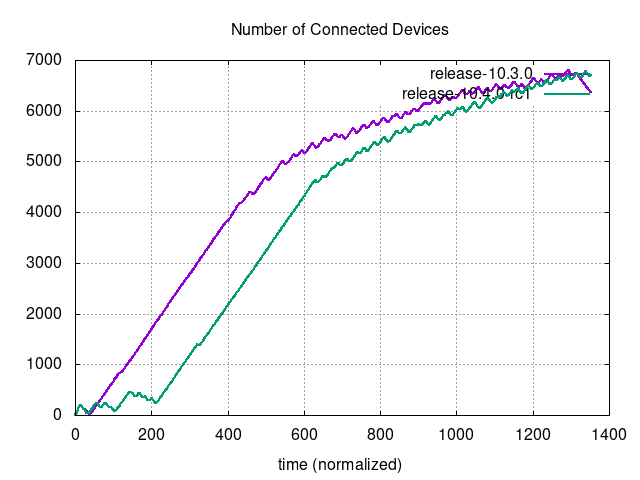 Number of Connected Devices
7000
6000
5000
4000
3000
2000
1000
0
release-10.3.0
release-10.4.0-rc1
0 200 400 600 800 1000 1200 1400
time (normalized)